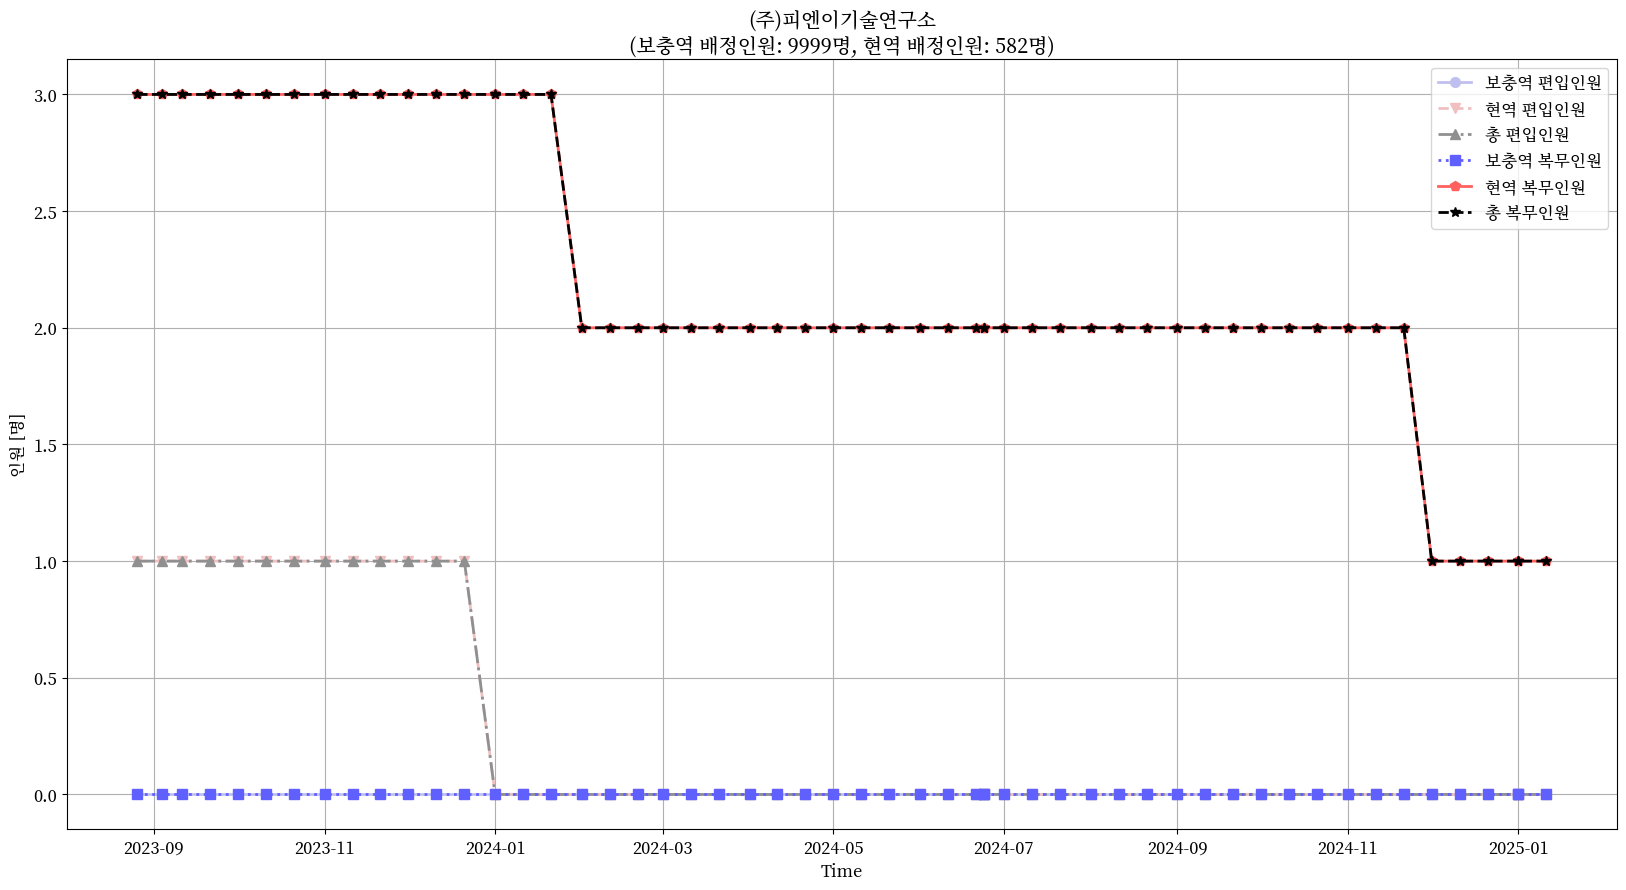 (주)피엔이기술연구소
(보충역 배정인원: 9999명, 현역 배정인원: 582명)
보충역 편입인원
현역 편입인원
총 편입인원
보충역 복무인원
현역 복무인원
총 복무인원
인원 [명]
3.0
2.5
2.0
1.5
1.0
0.5
0.0
2023-09
2023-11
2024-01
2024-03
2024-05
2024-07
2024-09
2024-11
2025-01
Time